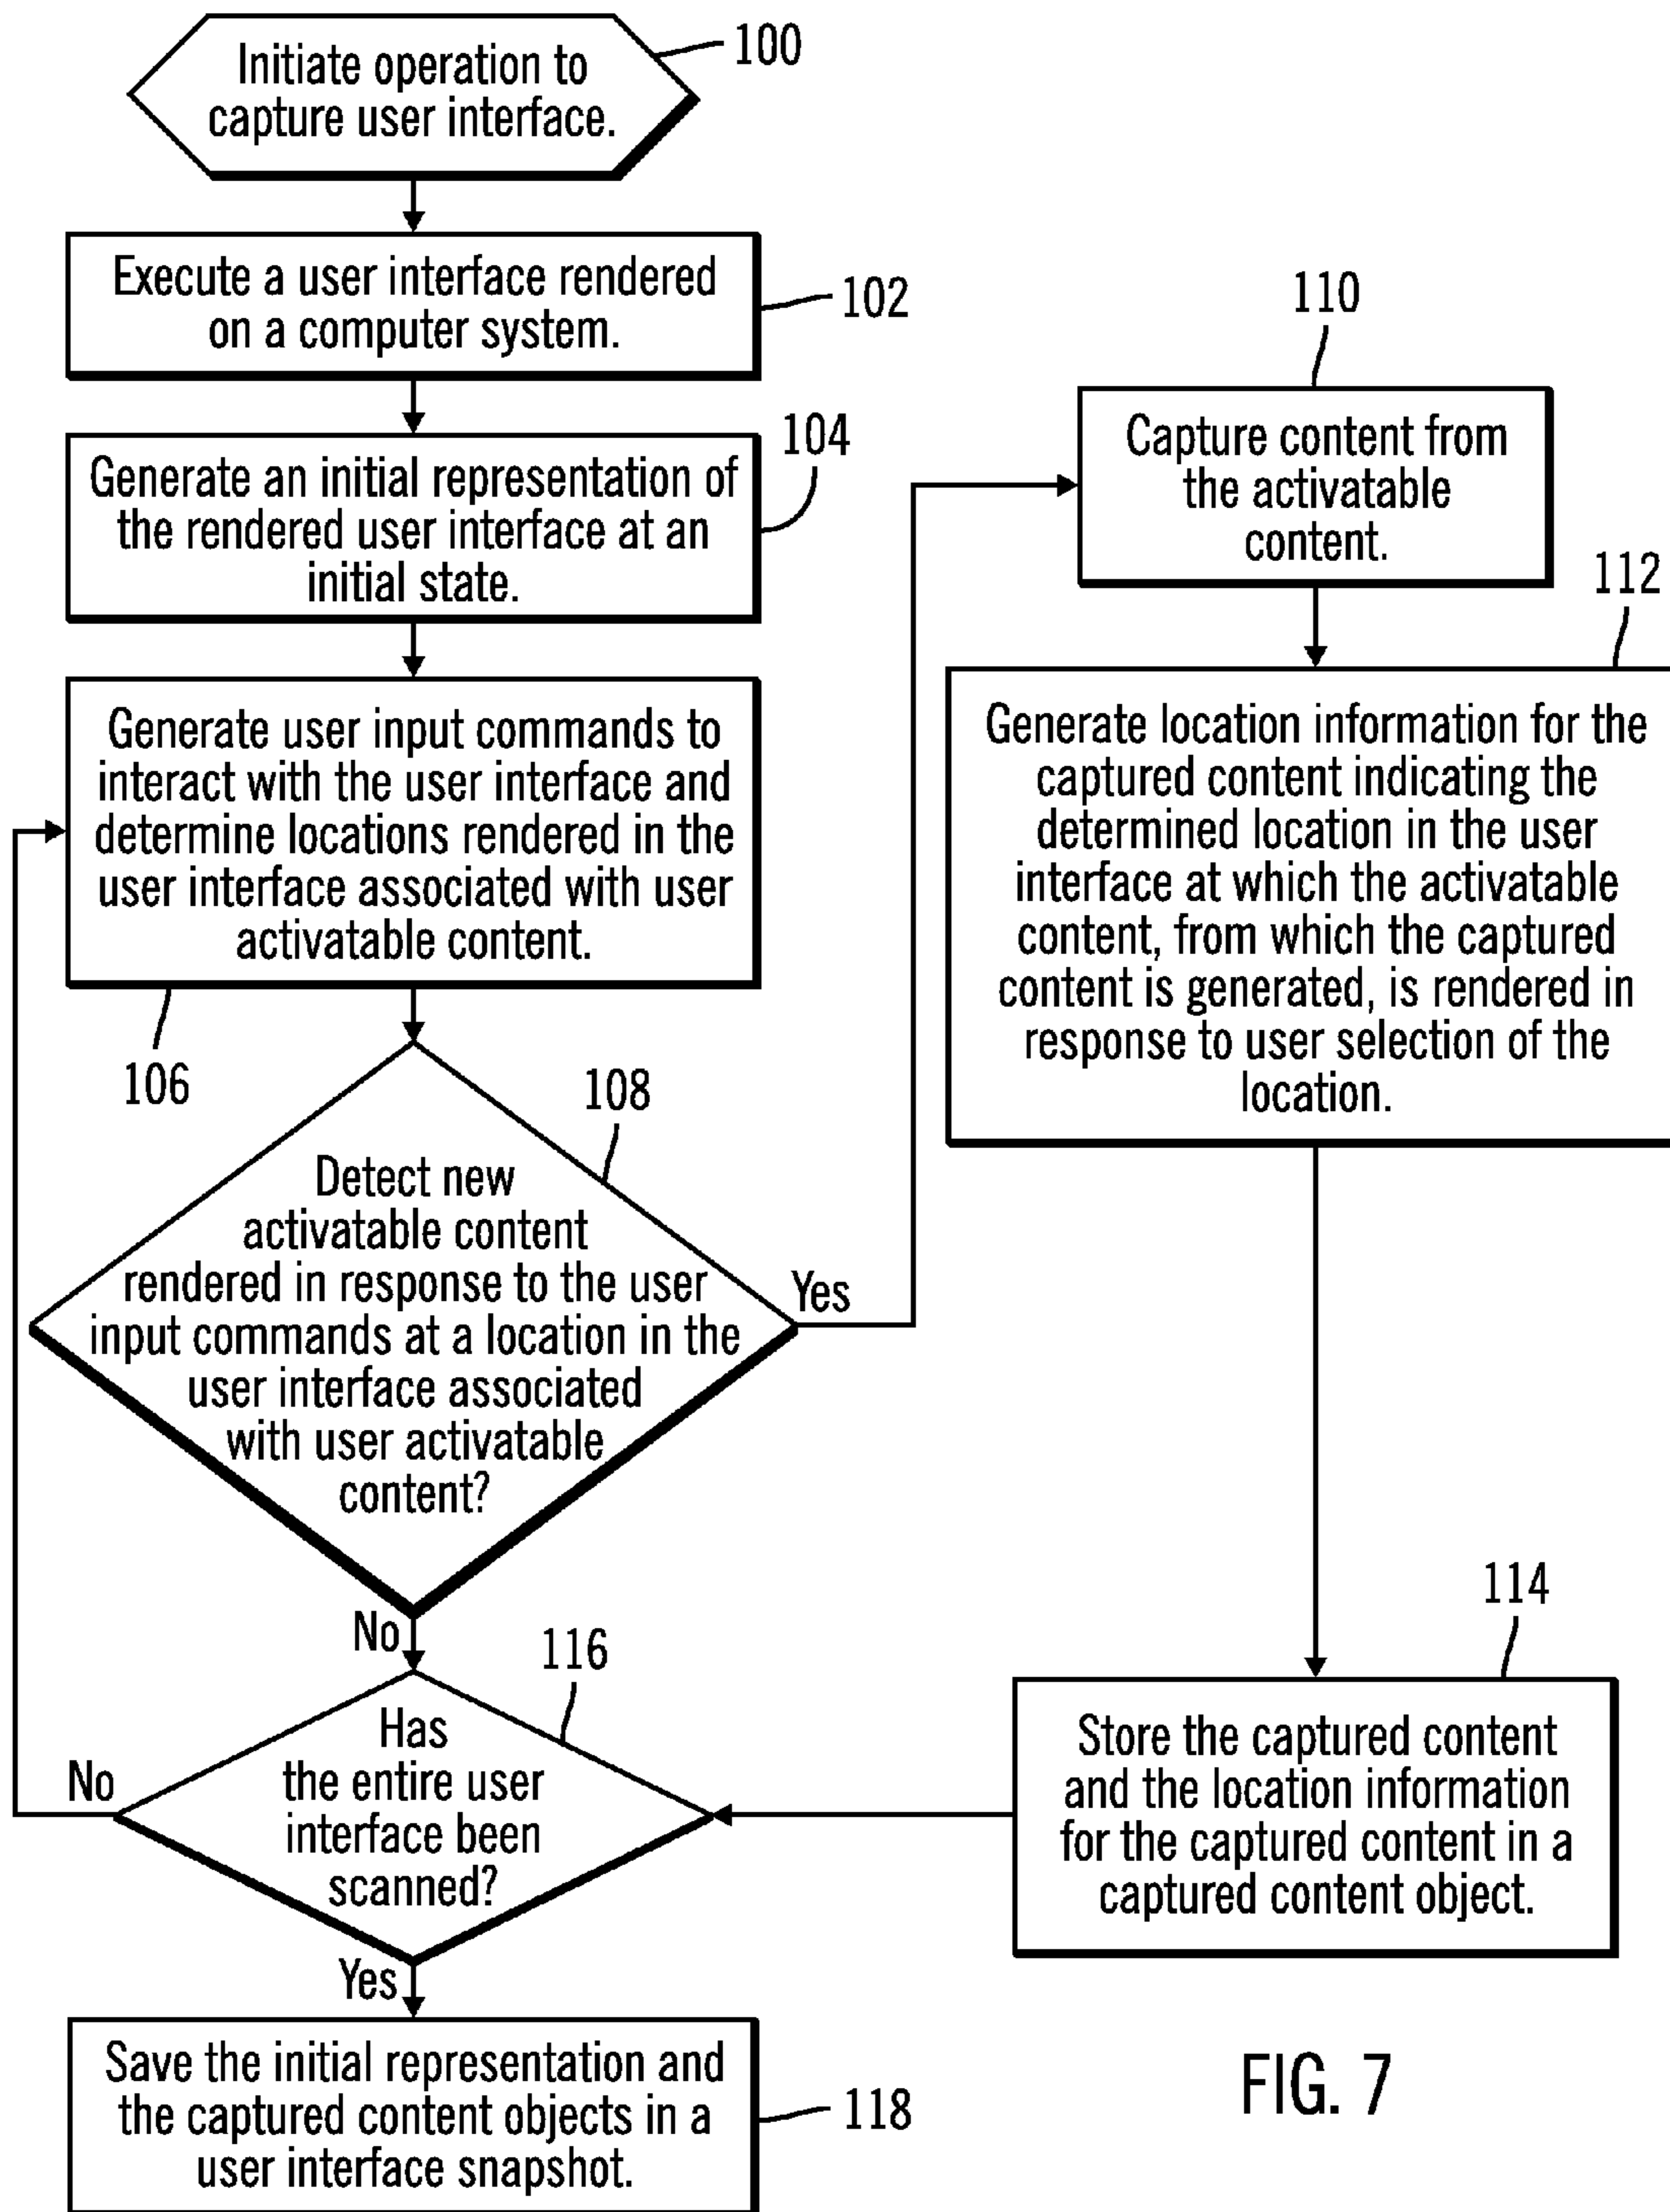 Initiate operation to
capture user interface.
100
Execute a user interface rendered
on a computer system.
102
Generate an initial representation of
the rendered user interface at an
initial state.
104
Generate user input commands to
interact with the user interface and
determine locations rendered in the
user interface associated with user
activatable content.
106
Detect new
activatable content
rendered in response to the user
input commands at a location in the
user interface associated
with user activatable
content?
108
Yes
No
110
Capture content from
the activatable
content.
112
Generate location information for the
captured content indicating the
determined location in the user
interface at which the activatable
content, from which the captured
content is generated, is rendered in
response to user selection of the
location.
114
Store the captured content
and the location information
for the captured content in a
captured content object.
116
Has
the entire user
interface been
scanned?
No
Yes
Save the initial representation and
the captured content objects in a
user interface snapshot.
118
FIG. 7